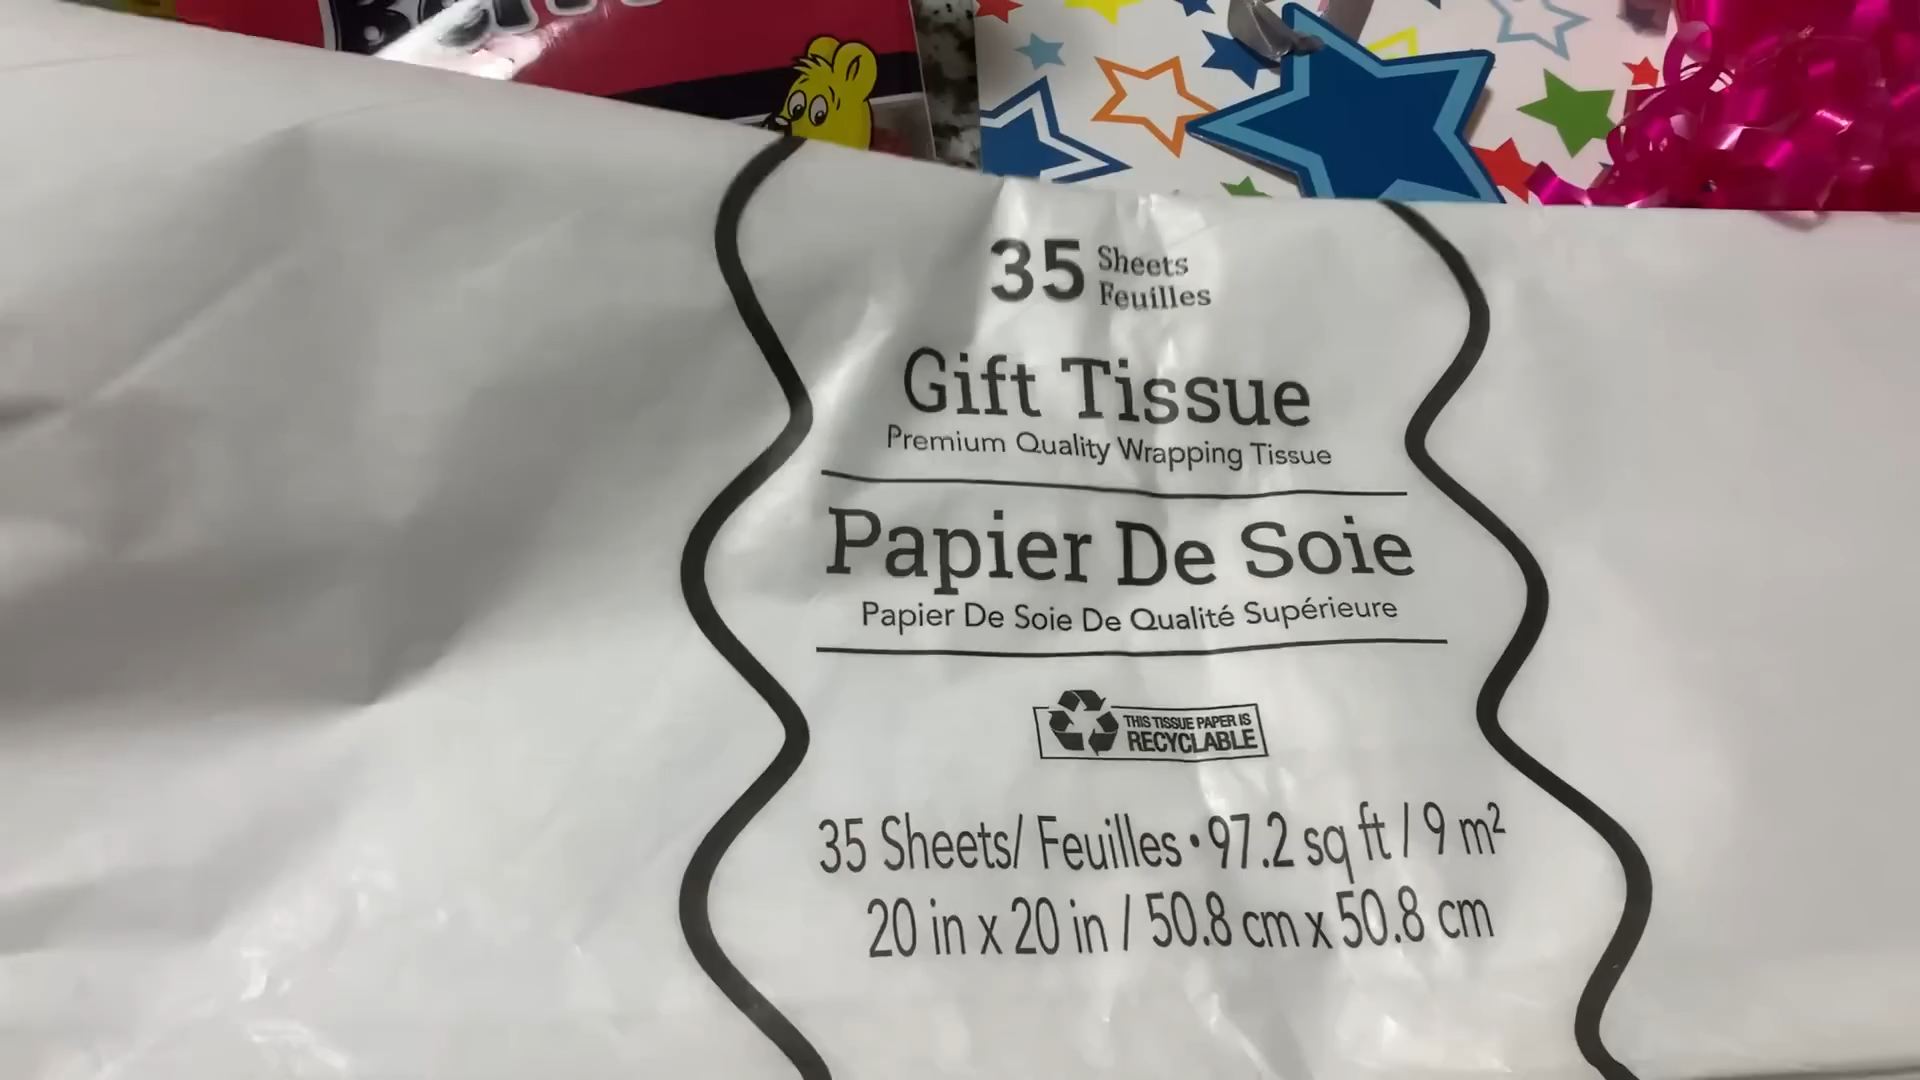 35 Sheets
Feuilles
Gift Tissue
Premium Quality Wrapping Tissue
Papier De Soie
Papier De Soie De Qualité Supérieure
THIS TISSUE PAPER IS
RECYCLABLE
35 Sheets/ Feuilles • 97.2 sq ft / 9 m²
20 in x 20 in / 50.8 cm x 50.8 cm